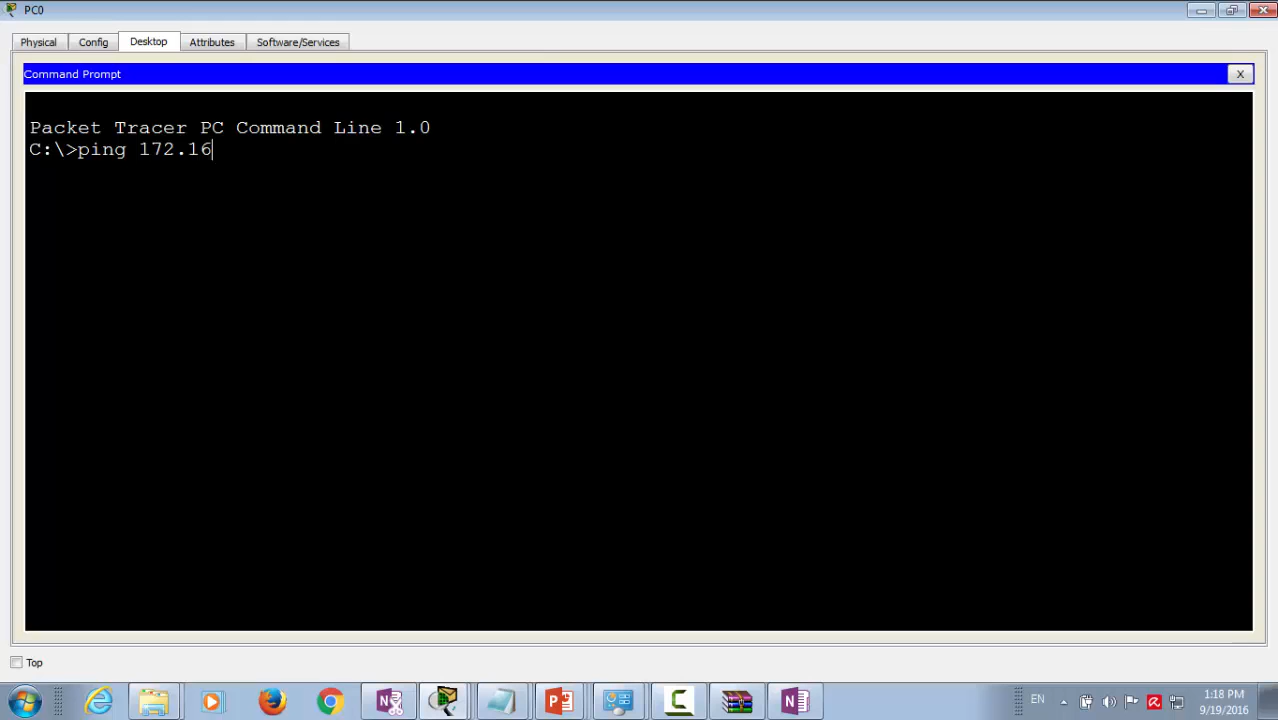 PC0
Physical Config Desktop Attributes Software/Services
Command Prompt X
Packet Tracer PC Command Line 1.0
C:\>ping 172.16
Top
EN 1:18 PM
9/19/2016